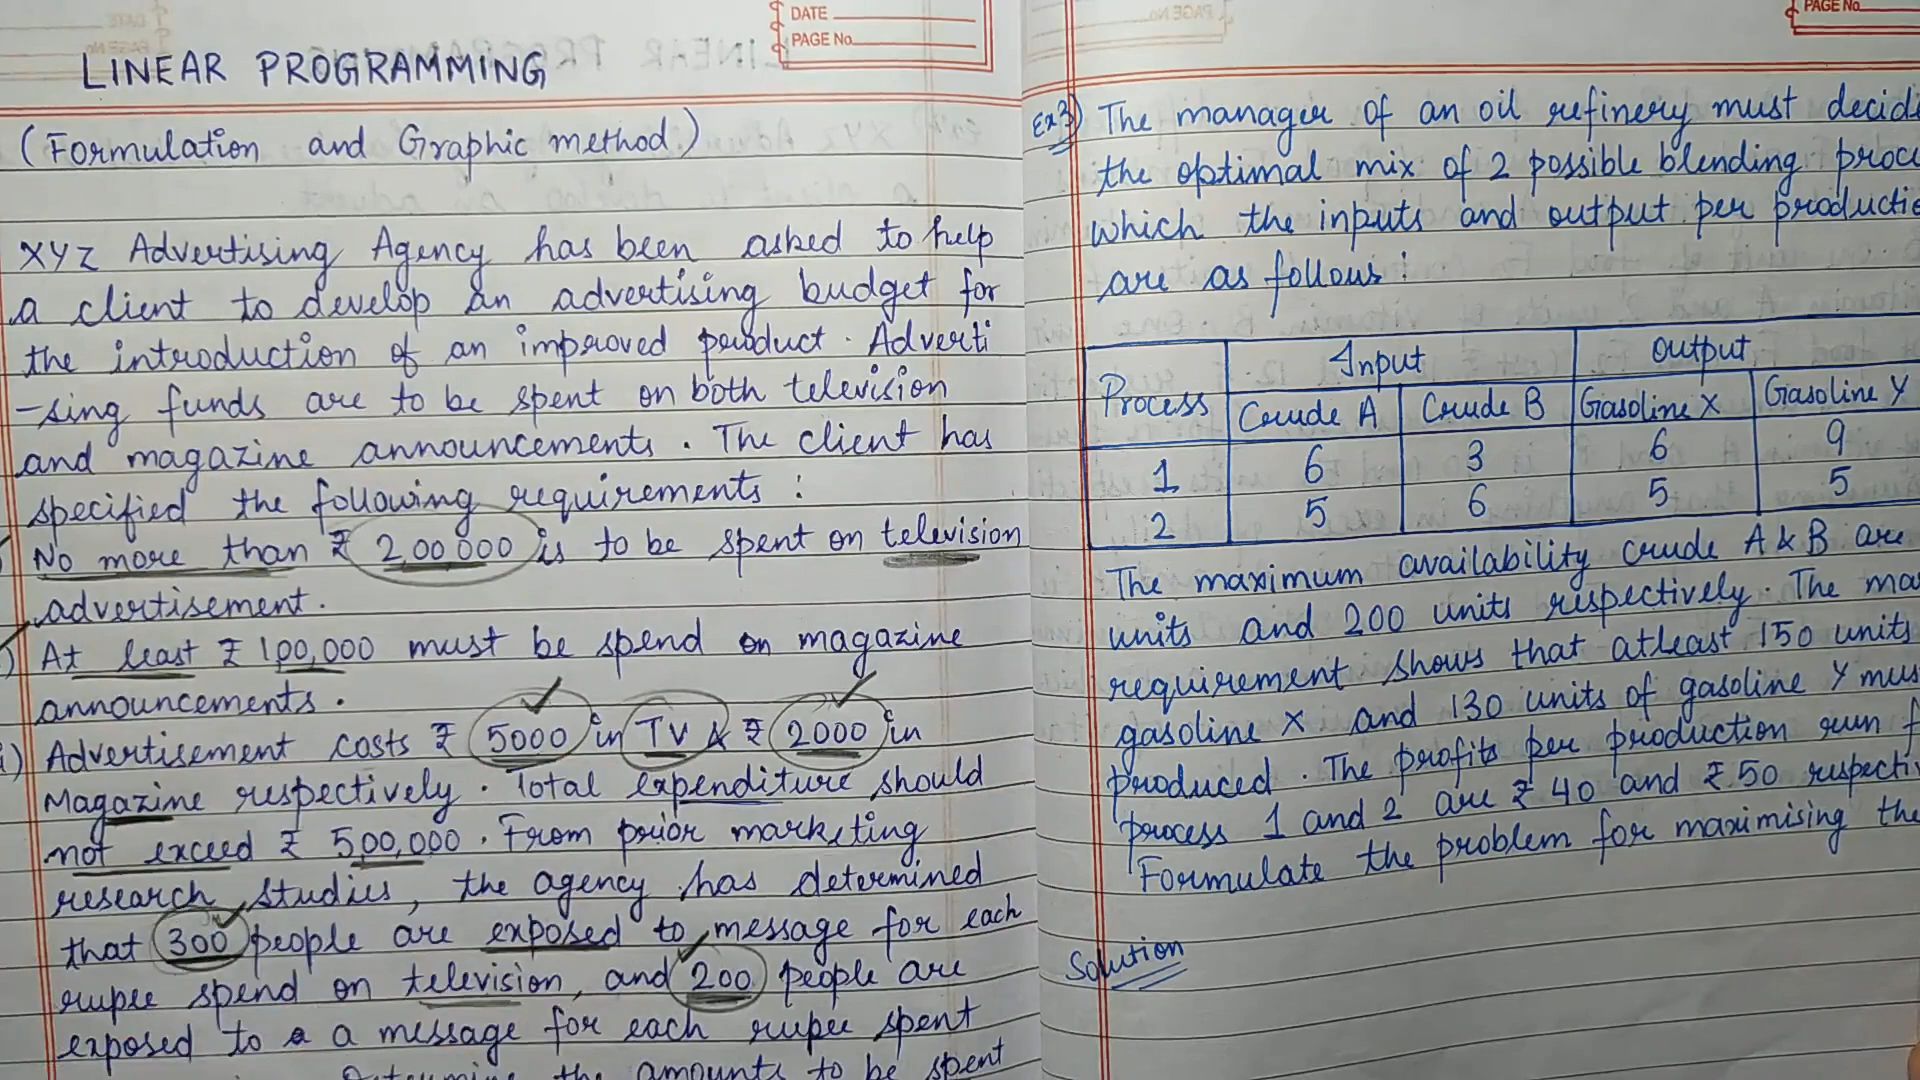 DATE
PAGE No.
LINEAR PROGRAMMING
(Formulation and Graphic method)
XYZ Advertising Agency has been asked to help
a client to develop an advertising budget for
the introduction of an improved product. Adverti
-sing funds are to be spent on both television
and magazine announcements. The client has
specified the following requirements:
No more than ₹ 200000 is to be spent on television
advertisement.
) At least ₹ 100,000 must be spend on magazine
announcements.
i) Advertisement costs ₹ 5000 in TV & ₹ 2000 in
Magazine respectively. Total expenditure should
not exceed ₹ 500,000. From prior marketing
research studies, the agency has determined
that 300 people are exposed to message for each
rupee spend on television, and 200 people are
exposed to a a message for each rupee spent
the amounts to be spent
PAGE No.
Ex3) The manager of an oil refinery must decid
the optimal mix of 2 possible blending proce
which the inputs and output per producti
are as follows:
Process Input Output
Crude A Crude B Gasoline X Gasoline Y
1 6 3 6 9
2 5 6 5 5
The maximum availability crude A & B are
units and 200 units respectively. The ma
requirement shows that atleast 150 units
gasoline X and 130 units of gasoline Y mus
produced. The profits per production run f
process 1 and 2 are ₹ 40 and ₹ 50 respecti
Formulate the problem for maximising the
Solution